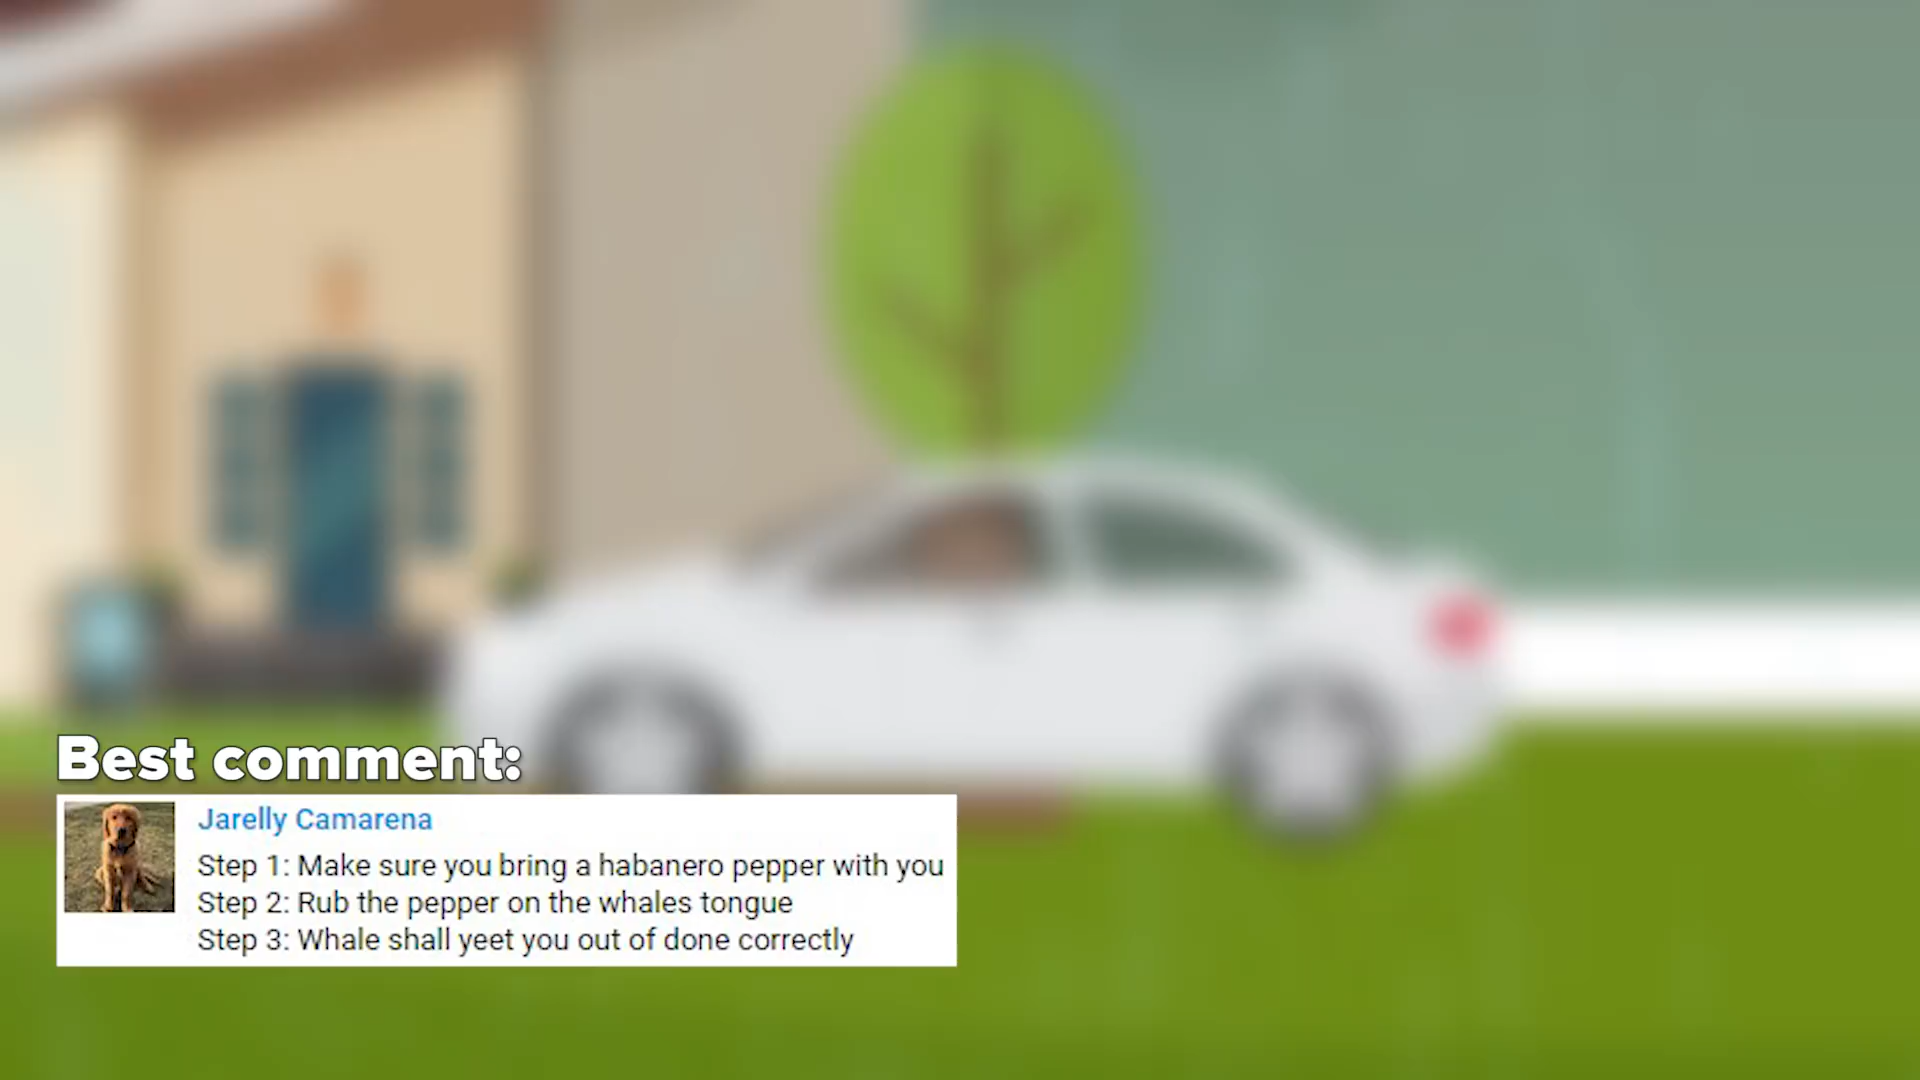 Best comment:
Jarelly Camarena
Step 1: Make sure you bring a habanero pepper with you
Step 2: Rub the pepper on the whales tongue
Step 3: Whale shall yeet you out of done correctly